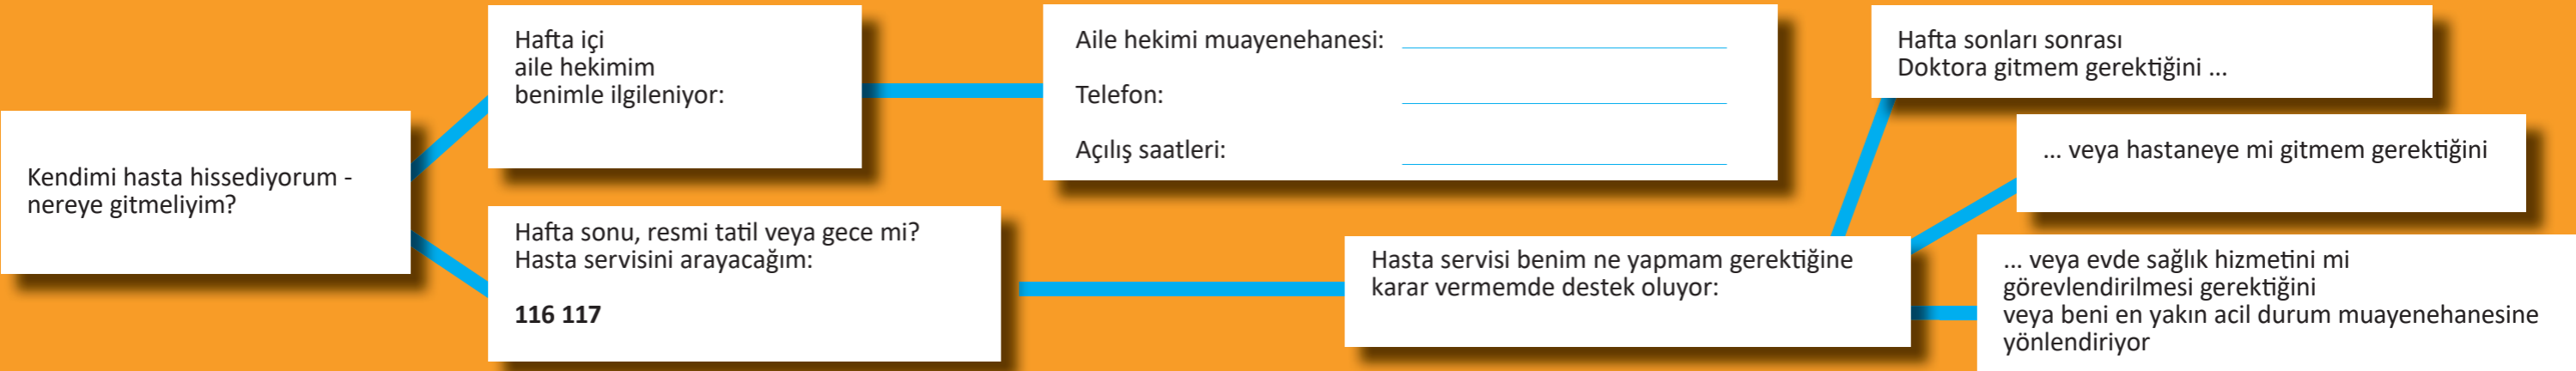 Kendimi hasta hissediyorum -
nereye gitmeliyim?
Hafta içi
aile hekimim
benimle ilgileniyor:
Aile hekimi muayenehanesi:
Telefon:
Açılış saatleri:
Hafta sonu, resmi tatil veya gece mi?
Hasta servisini arayacağım:
116 117
Hasta servisi benim ne yapmam gerektiğine
karar vermemde destek oluyor:
Hafta sonları sonrası
Doktora gitmem gerektiğini ...
... veya hastaneye mi gitmem gerektiğini
... veya evde sağlık hizmetini mi
görevlendirilmesi gerektiğini
veya beni en yakın acil durum muayenehanesine
yönlendiriyor